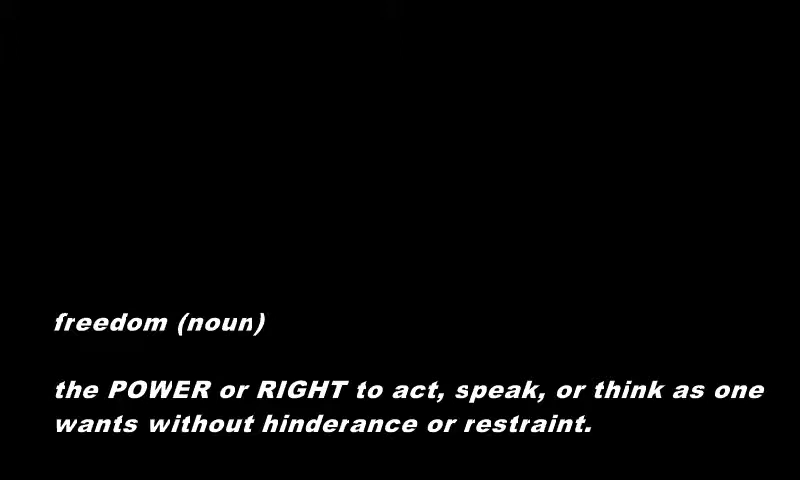 freedom (noun)
the POWER or RIGHT to act, speak, or think as one
wants without hinderance or restraint.